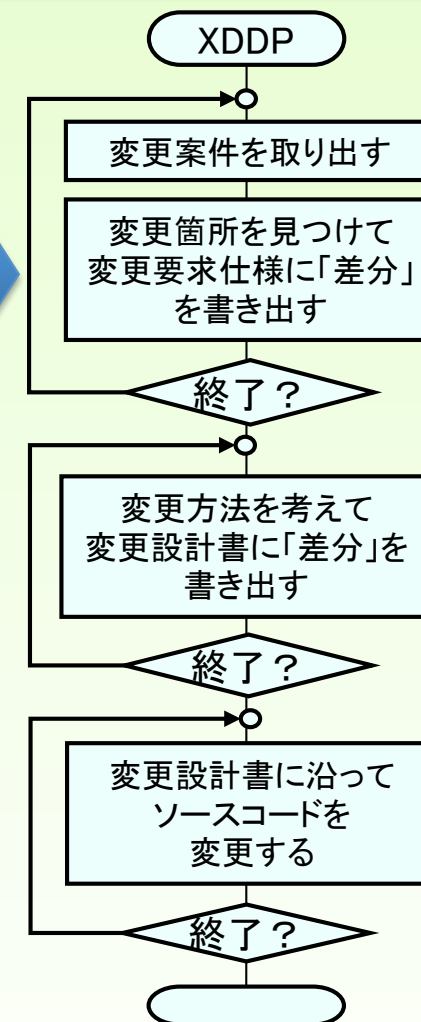 XDDP
変更案件を取り出す
変更箇所を見つけて
変更要求仕様に「差分」
を書き出す
終了？
変更方法を考えて
変更設計書に「差分」を
書き出す
終了？
変更設計書に沿って
ソースコードを
変更する
終了？